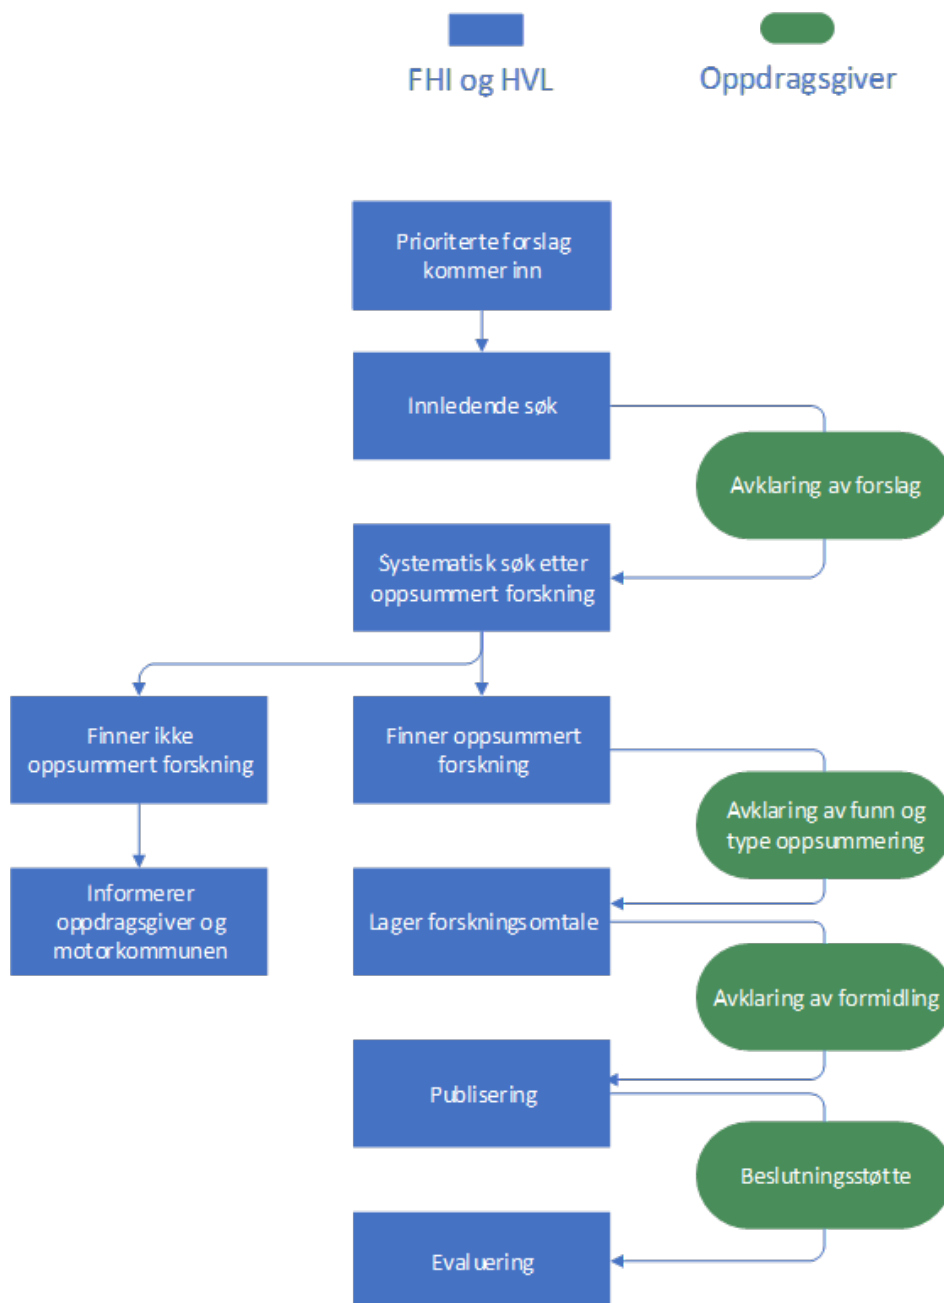 FHI og HVL
Oppdragsgiver
Prioriterte forslag
kommer inn
Innledende søk
Avklaring av forslag
Systematisk søk etter
oppsummert forskning
Finner ikke
oppsummert forskning
Finner oppsummert
forskning
Avklaring av funn og
type oppsummering
Informerer
oppdragsgiver og
motorkommunen
Lager forskningsomtale
Avklaring av formidling
Publisering
Beslutningsstøtte
Evaluering